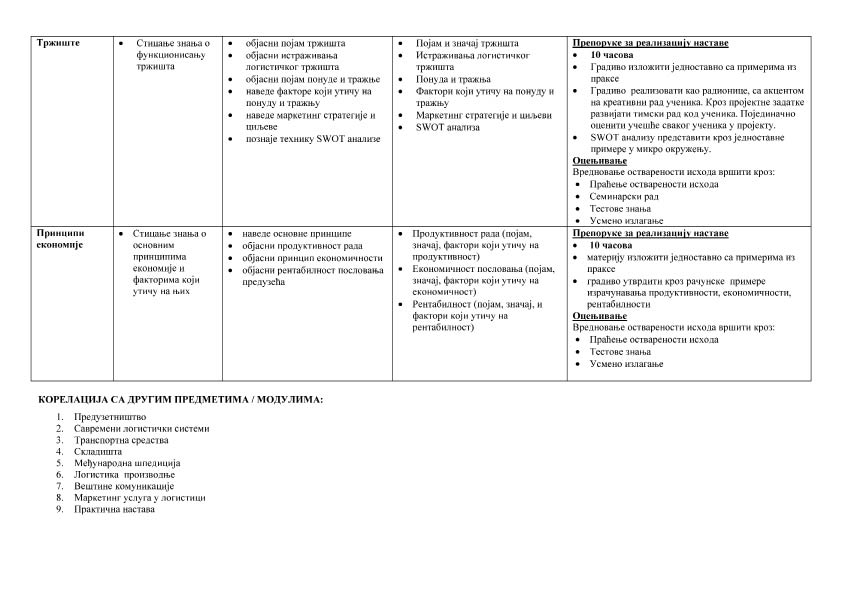 Тржиште
Стицање знања о
функционисању
тржишта
објасни појам тржишта
објасни истраживања
логистичког тржишта
објасни појам понуде и тражње
наведе факторе који утичу на
понуду и тражњу
наведе маркетинг стратегије и
циљеве
познаје технику SWOT анализе
Појам и значај тржишта
Истраживања логистичког
тржишта
Понуда и тражња
Фактори који утичу на понуду и
тражњу
Маркетинг стратегије и циљеви
SWOT анализа
Препоруке за реализацију наставе
10 часова
Градиво изложити једноставно са примерима из
праксе
Градиво реализовати као радионице, са акцентом
на креативни рад ученика. Кроз пројектне задатке
развијати тимски рад код ученика. Појединачно
оценити учешће сваког ученика у пројекту.
SWOT анализу представити кроз једноставне
примере у микро окружењу.
Оцењивање
Вредновање остварености исхода вршити кроз:
Праћење остварености исхода
Семинарски рад
Тестове знања
Усмено излагање
Принципи
економије
Стицање знања о
основним
принципима
економије и
факторима који
утичу на њих
наведе основне принципе
објасни продуктивност рада
објасни принцип економичности
објасни рентабилност пословања
предузећа
Продуктивност рада (појам,
значај, фактори који утичу на
продуктивност)
Економичност пословања (појам,
значај, фактори који утичу на
економичност)
Рентабилност (појам, значај, и
фактори који утичу на
рентабилност)
Препоруке за реализацију наставе
10 часова
материју изложити једноставно са примерима из
праксе
градиво утврдити кроз рачунске примере
израчунавања продуктивности, економичности,
рентабилности
Оцењивање
Вредновање остварености исхода вршити кроз:
Праћење остварености исхода
Тестове знања
Усмено излагање
КОРЕЛАЦИЈА СА ДРУГИМ ПРЕДМЕТИМА / МОДУЛИМА:
1. Предузетништво
2. Савремени логистички системи
3. Транспортна средства
4. Складишта
5. Међународна шпедиција
6. Логистика производње
7. Вештине комуникације
8. Маркетинг услуга у логистици
9. Практична настава